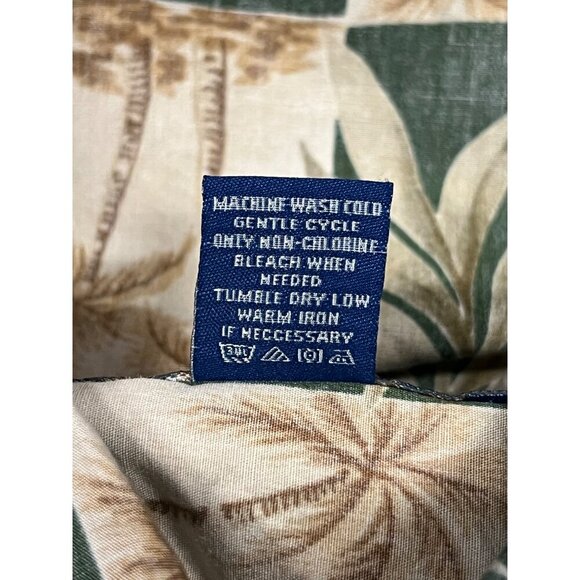 MACHINE WASH COLD
GENTLE CYCLE
ONLY NON-CHLORINE
BLEACH WHEN
NEEDED
TUMBLE DRY LOW
WARM IRON
IF NECCESSARY